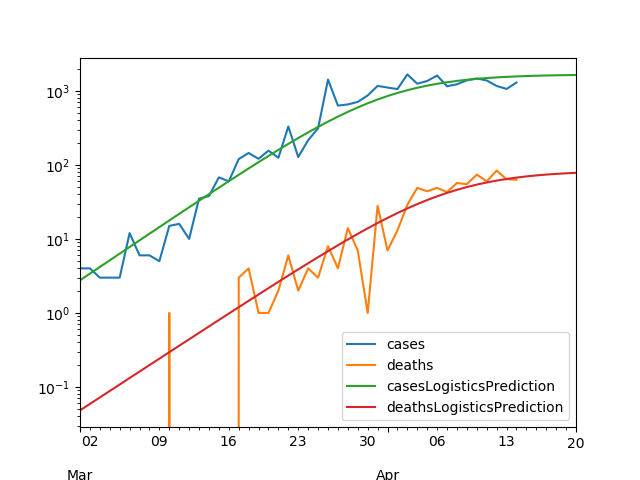 10³
10²
10¹
10⁰
10⁻¹
cases
deaths
casesLogisticsPrediction
deathsLogisticsPrediction
02 09 16 23 30 06 13 20
Mar Apr